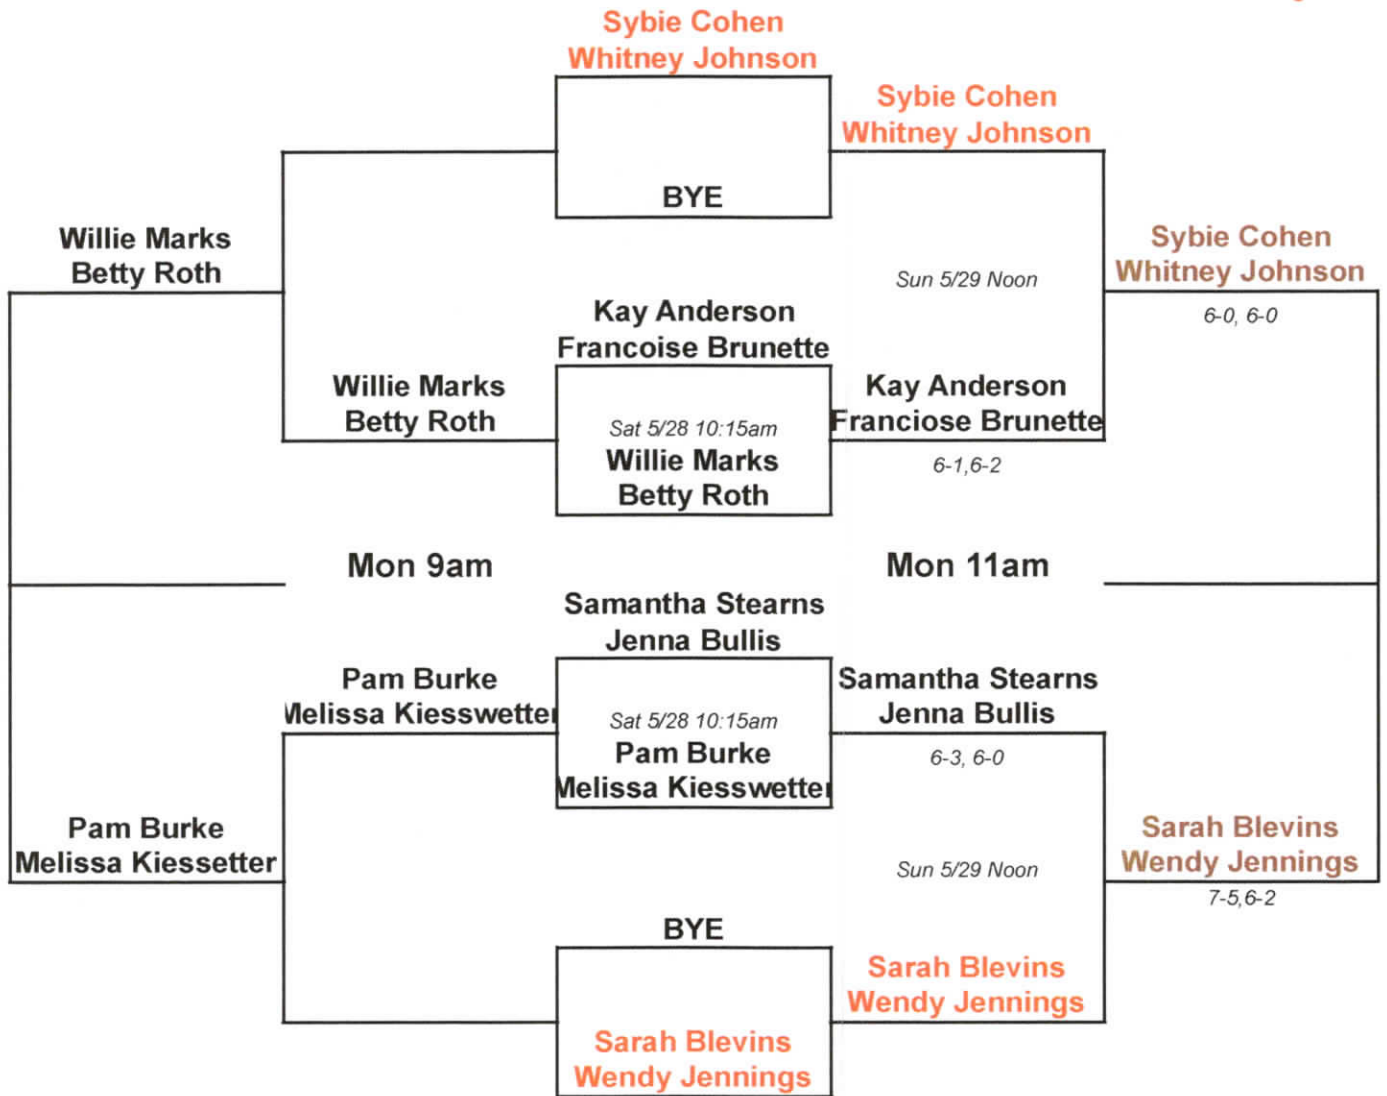 Sybie Cohen
Whitney Johnson
Sybie Cohen
Whitney Johnson
BYE
Willie Marks
Betty Roth
Sybie Cohen
Whitney Johnson
Sun 5/29 Noon
6-0, 6-0
Kay Anderson
Francoise Brunette
Willie Marks
Betty Roth
Sat 5/28 10:15am
Willie Marks
Betty Roth
Kay Anderson
Franciose Brunette
6-1,6-2
Mon 9am
Mon 11am
Samantha Stearns
Jenna Bullis
Pam Burke
Melissa Kiesswetter
Sat 5/28 10:15am
Pam Burke
Melissa Kiesswetter
Samantha Stearns
Jenna Bullis
6-3, 6-0
Pam Burke
Melissa Kiessetter
Sun 5/29 Noon
Sarah Blevins
Wendy Jennings
7-5,6-2
BYE
Sarah Blevins
Wendy Jennings
Sarah Blevins
Wendy Jennings